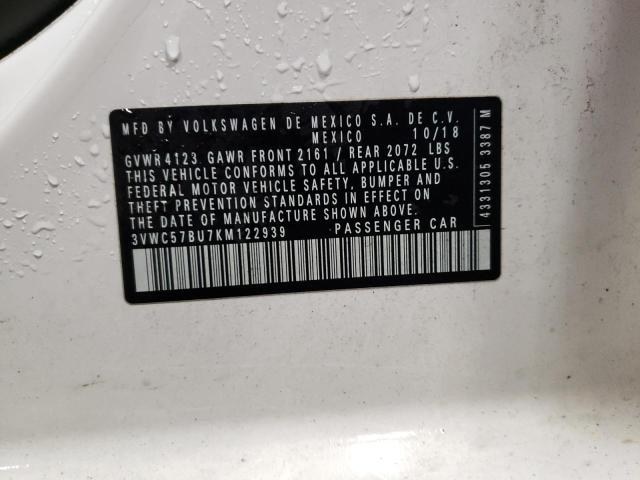 MFD BY VOLKSWAGEN DE MEXICO S.A. DE C.V.
MEXICO 10/18
GVWR 4123 GAWR FRONT 2161 / REAR 2072 LBS
THIS VEHICLE CONFORMS TO ALL APPLICABLE U.S.
FEDERAL MOTOR VEHICLE SAFETY, BUMPER AND
THEFT PREVENTION STANDARDS IN EFFECT ON
THE DATE OF MANUFACTURE SHOWN ABOVE.
3VWC57BU7KM122939 PASSENGER CAR
4331305 3387 M